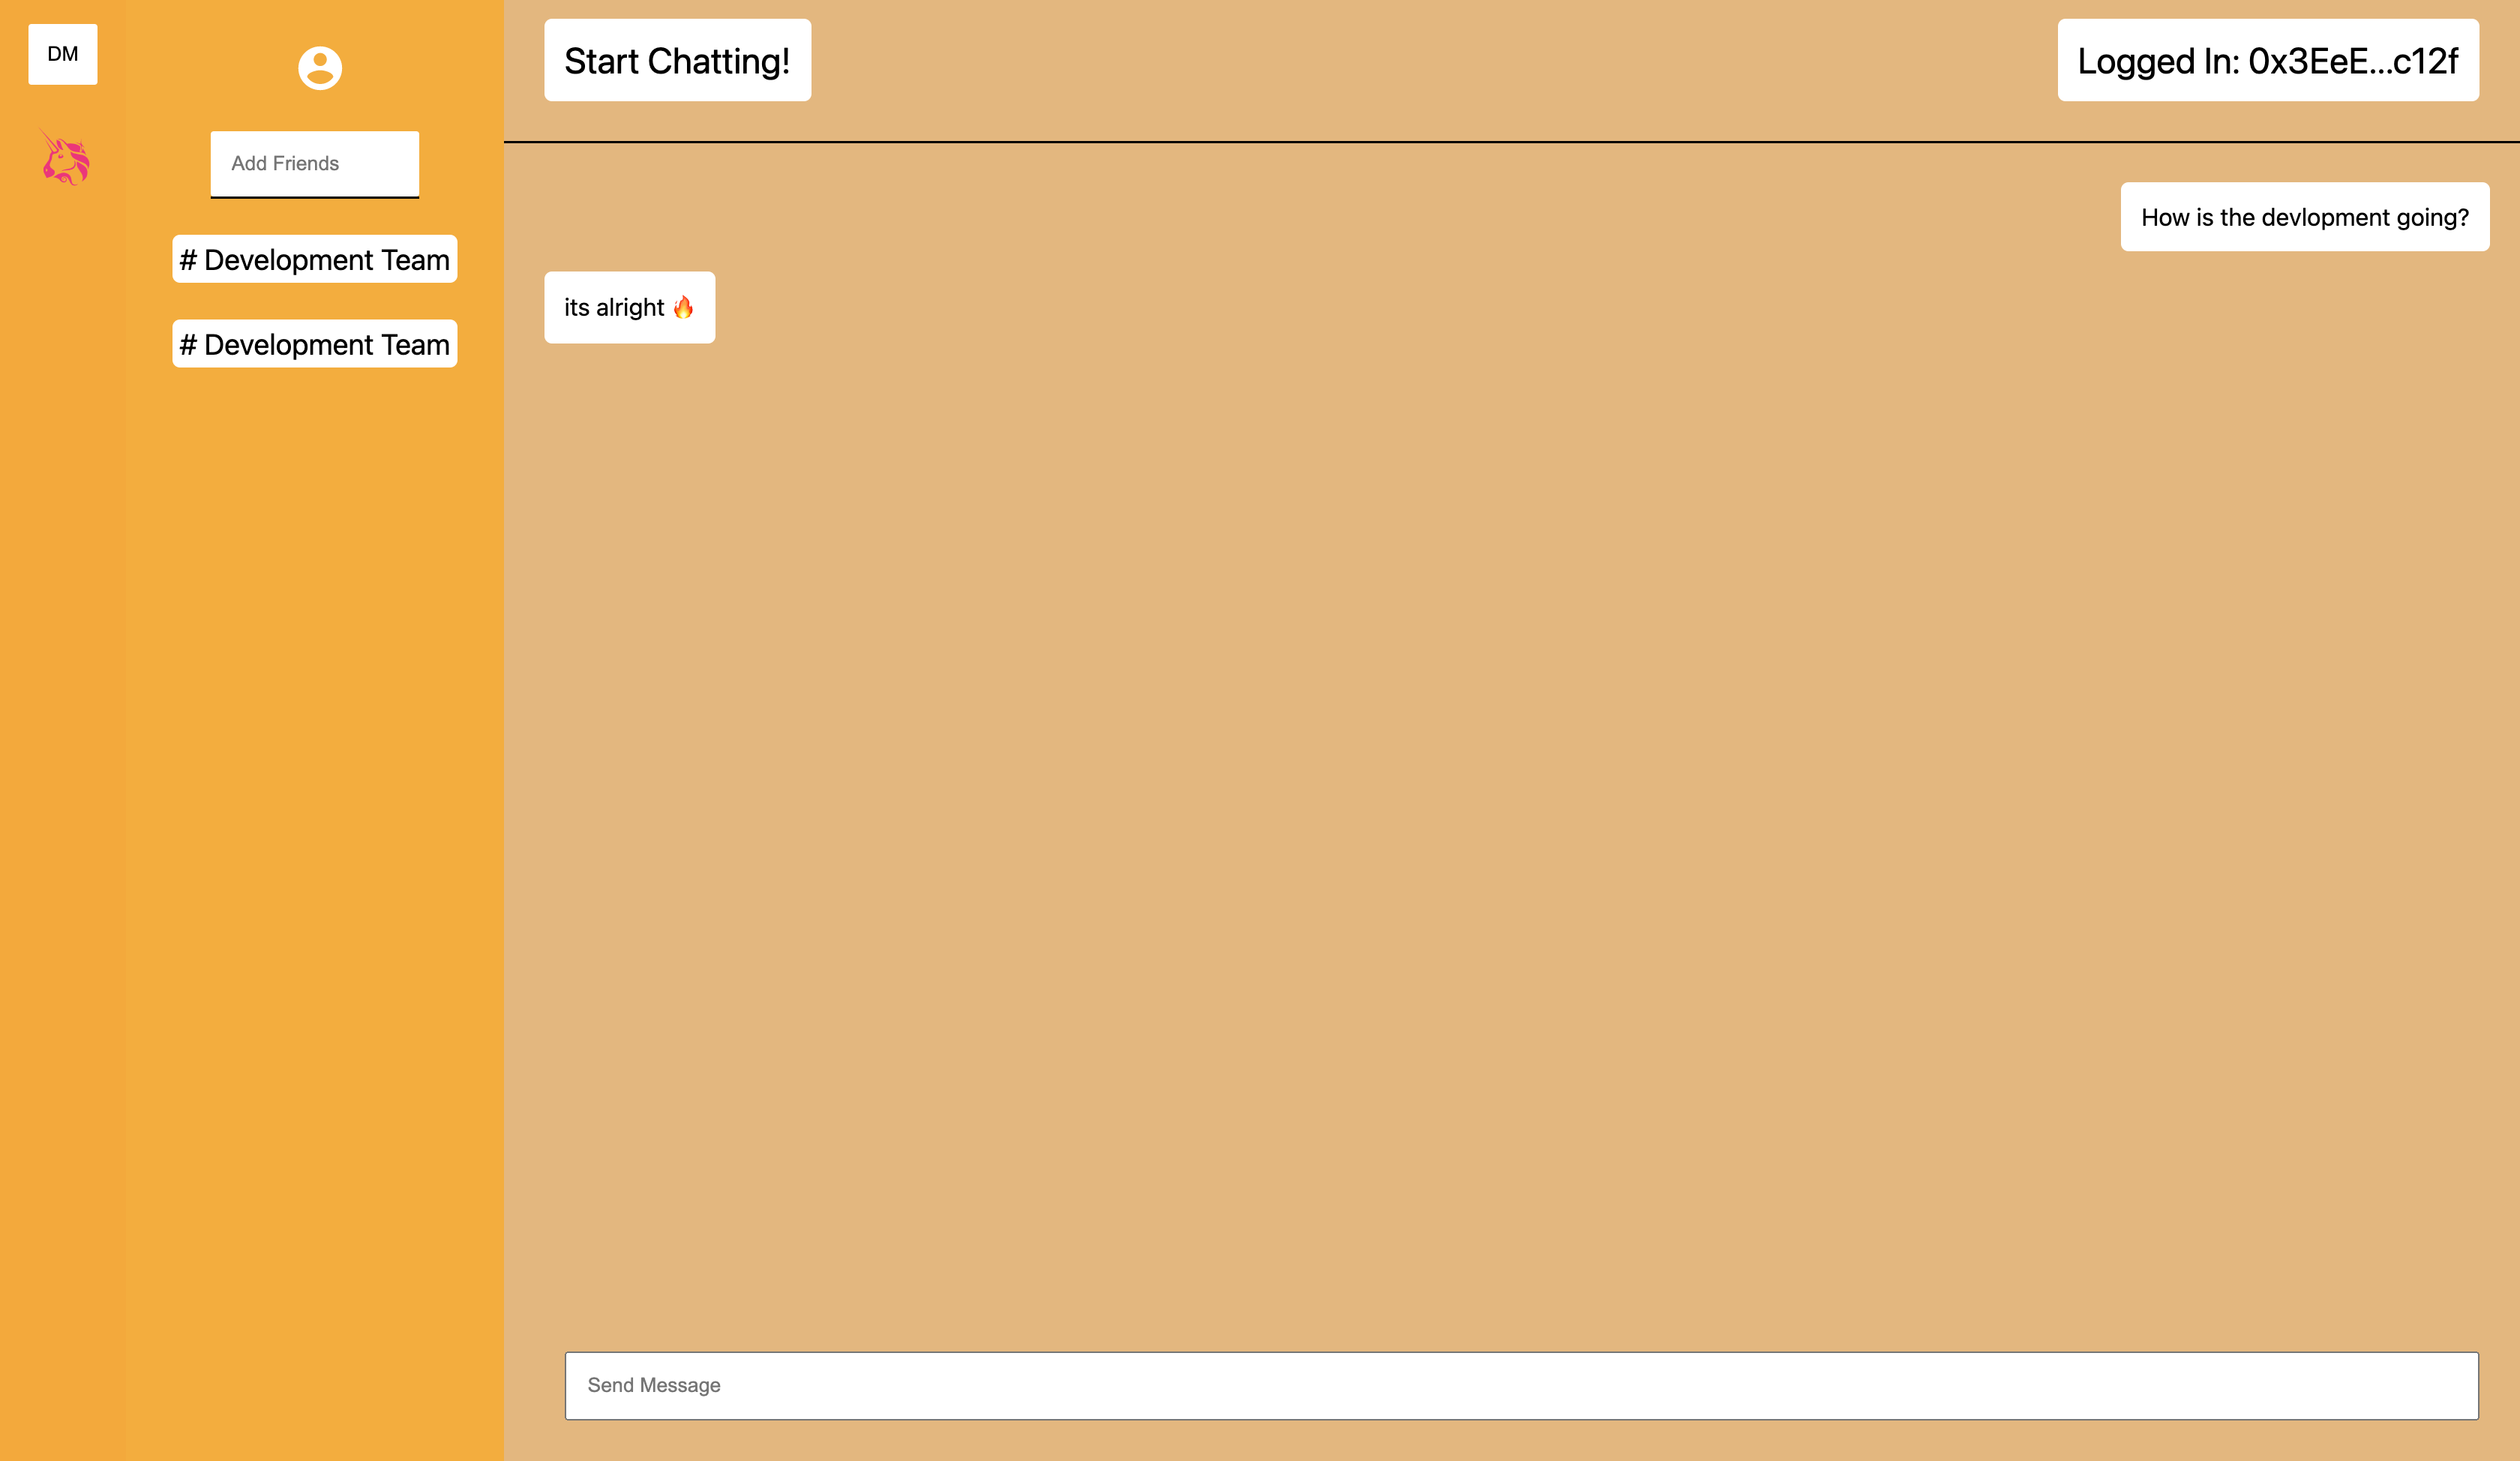 DM
Add Friends
# Development Team
# Development Team
Start Chatting!
Logged In: 0x3EeE...c12f
How is the devlopment going?
its alright 🔥
Send Message